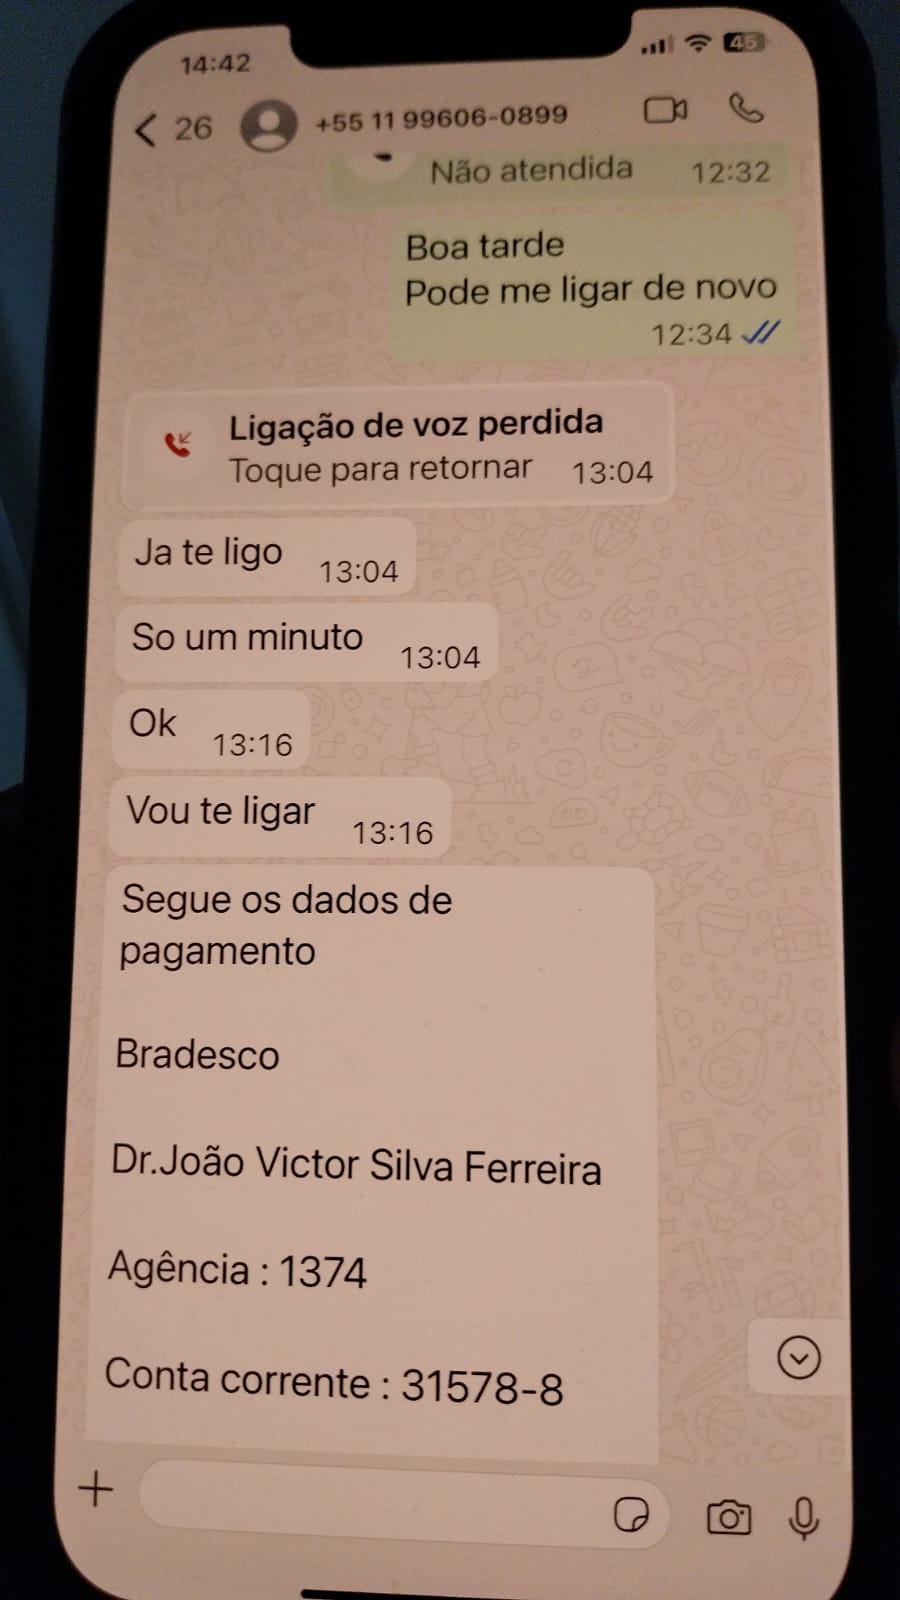 14:42
45
26
+55 11 99606-0899
Não atendida 12:32
Boa tarde
Pode me ligar de novo
12:34
Ligação de voz perdida
Toque para retornar 13:04
Ja te ligo 13:04
So um minuto 13:04
Ok 13:16
Vou te ligar 13:16
Segue os dados de
pagamento
Bradesco
Dr.João Victor Silva Ferreira
Agência : 1374
Conta corrente : 31578-8